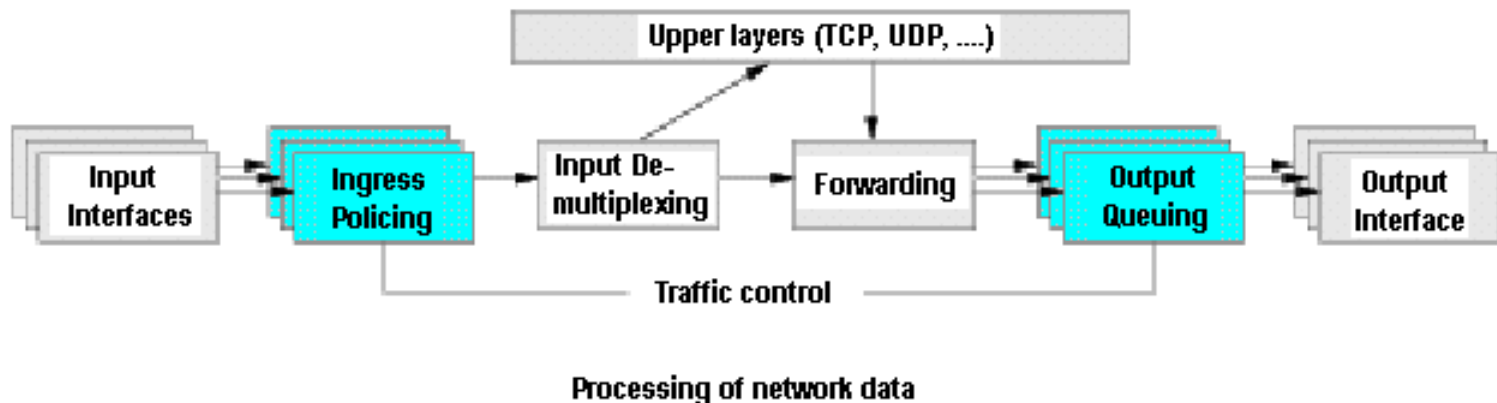 Upper layers (TCP, UDP, ....)
Input
Interfaces
Ingress
Policing
Input De-
multiplexing
Forwarding
Output
Queuing
Output
Interface
Traffic control
Processing of network data